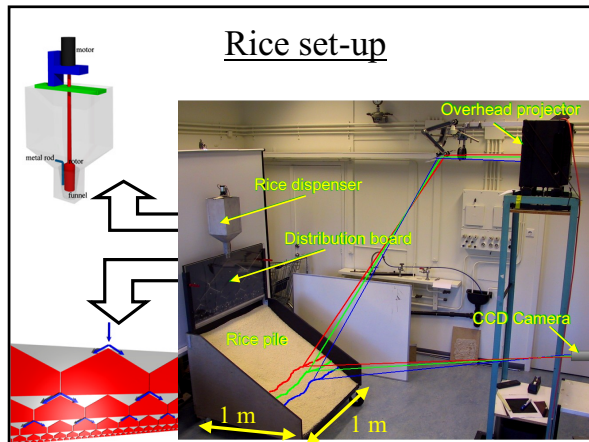 Rice set-up
motor
metal rod
rotor
funnel
Overhead projector
Rice dispenser
Distribution board
CCD Camera
Rice pile
1 m
1 m